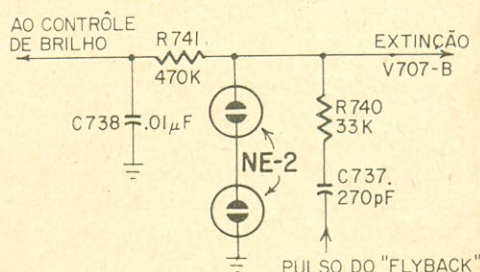 AO CONTRÔLE
DE BRILHO
R741
470K
EXTINÇÃO
V707-B
C738
.01μF
NE-2
R740
33K
C737
270pF
PULSO DO "FLYBACK"